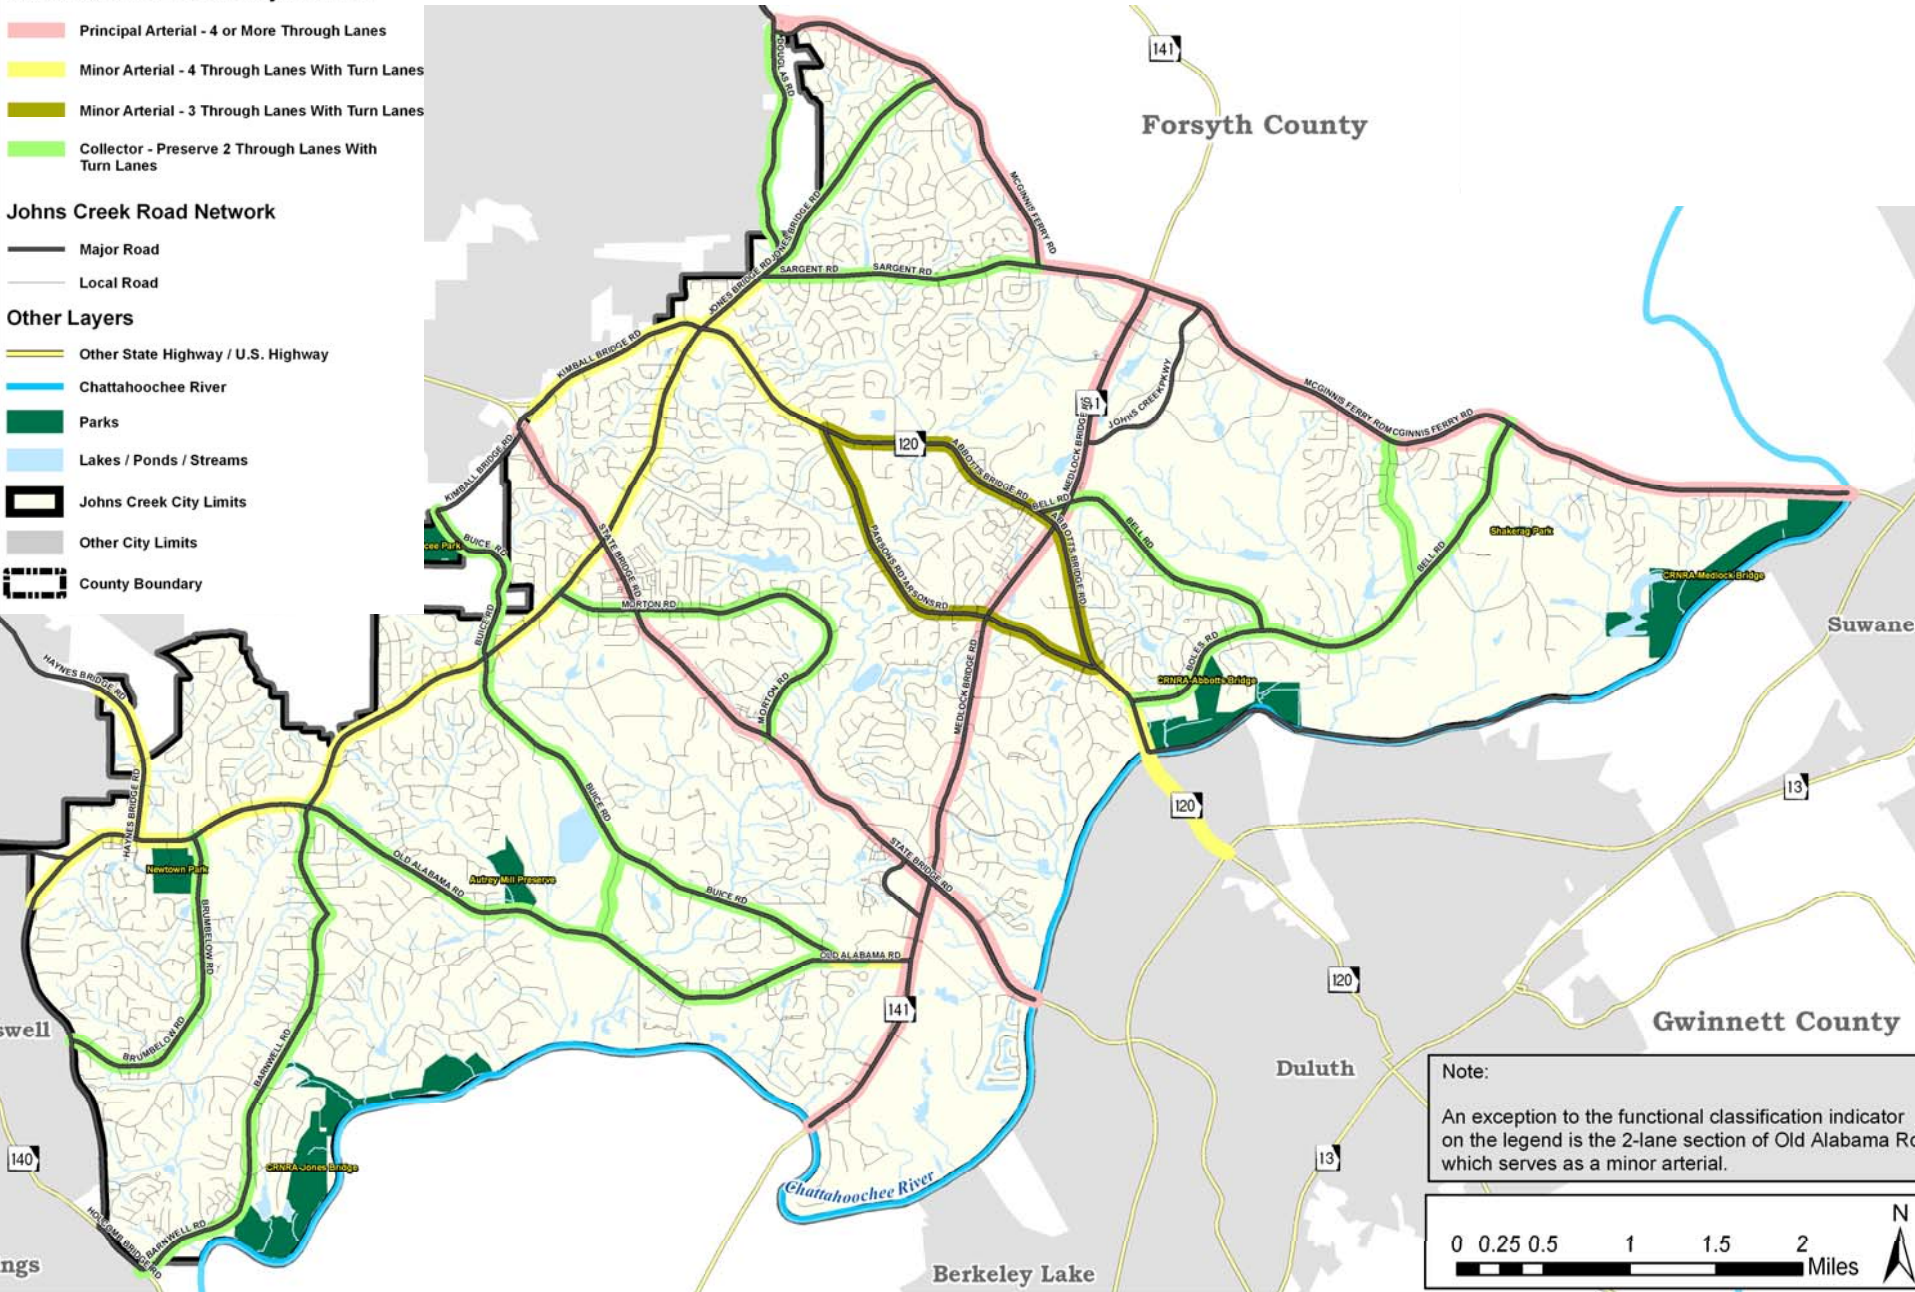 Principal Arterial - 4 or More Through Lanes
Minor Arterial - 4 Through Lanes With Turn Lanes
Minor Arterial - 3 Through Lanes With Turn Lanes
Collector - Preserve 2 Through Lanes With
Turn Lanes
Johns Creek Road Network
Major Road
Local Road
Other Layers
Other State Highway / U.S. Highway
Chattahoochee River
Parks
Lakes / Ponds / Streams
Johns Creek City Limits
Other City Limits
County Boundary
141
Forsyth County
DOUGLAS RD
JONES BRIDGE RD
JONES BRIDGE RD
MCGINNIS FERRY RD
SARGENT RD
SARGENT RD
KIMBALL BRIDGE RD
KIMBALL BRIDGE RD
MEDLOCK BRIDGE RD
JOHNS CREEK PKWY
MCGINNIS FERRY RD
MCGINNIS FERRY RD
120
ABBOTTS BRIDGE RD
BELL RD
ABBOTTS BRIDGE RD
BELL RD
BELL RD
Shakerag Park
CRNRA-Medlock Bridge
Suwane
BUICE RD
BUICE RD
STATE BRIDGE RD
MORTON RD
MORTON RD
PARSONS RD
PARSONS RD
MEDLOCK BRIDGE RD
BOLES RD
CRNRA-Abbotts Bridge
HAYNES BRIDGE RD
HAYNES BRIDGE RD
120
13
Newtown Park
BRUMBELOW RD
BRUMBELOW RD
OLD ALABAMA RD
Autrey Mill Preserve
BUICE RD
BUICE RD
STATE BRIDGE RD
OLD ALABAMA RD
141
120
swell
BARNWELL RD
BARNWELL RD
HOLCOMB BRIDGE RD
140
CRNRA-Jones Bridge
Chattahoochee River
Gwinnett County
Duluth
13
ngs
Berkeley Lake
Note:
An exception to the functional classification indicator
on the legend is the 2-lane section of Old Alabama Ro
which serves as a minor arterial.
N
0 0.25 0.5 1 1.5 2
Miles